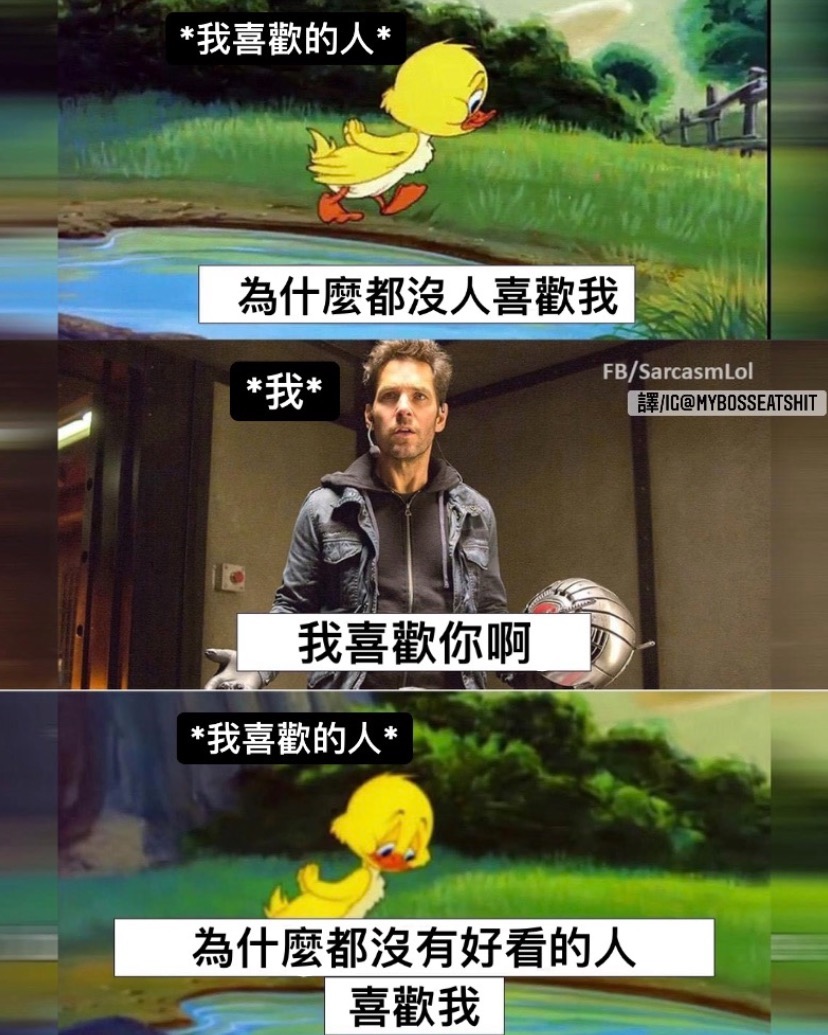 *我喜歡的人*
為什麼都沒人喜歡我
*我*
FB/SarcasmLol
譯/IG@MYBOSSEATSHIT
我喜歡你啊
*我喜歡的人*
為什麼都沒有好看的人
喜歡我